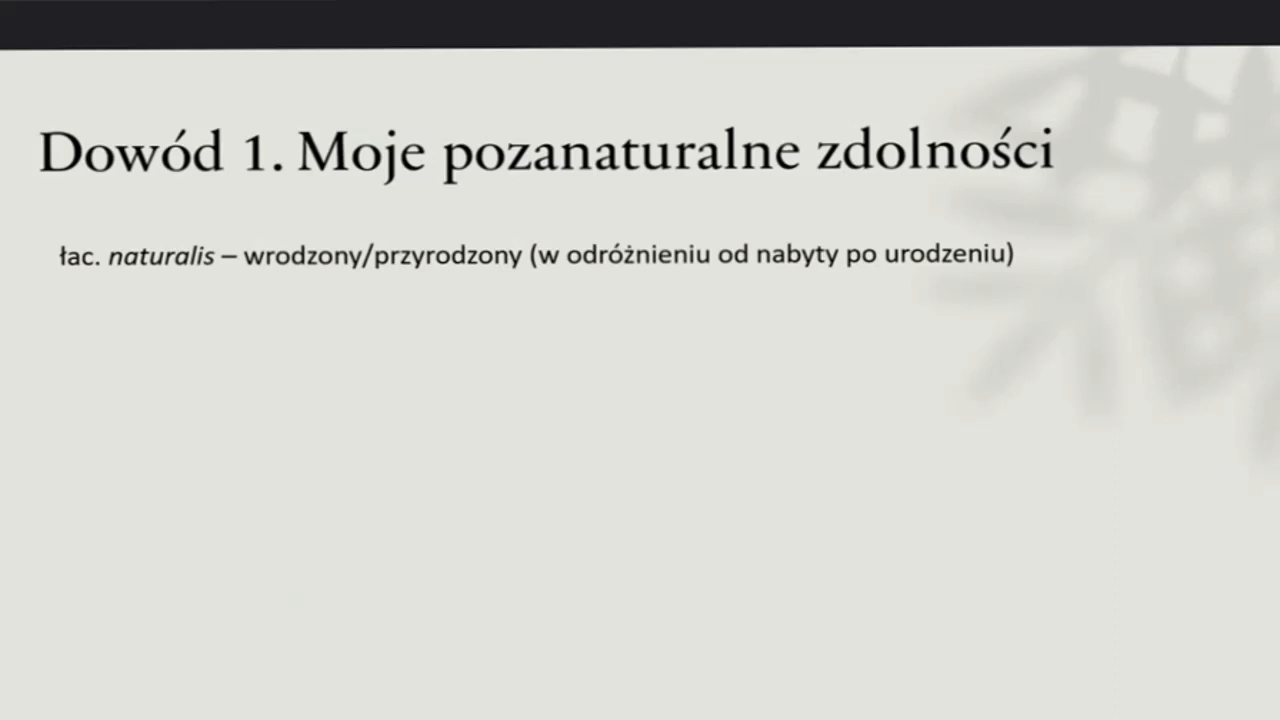 Dowód 1. Moje pozanaturalne zdolności
łac. naturalis – wrodzony/przyrodzony (w odróżnieniu od nabyty po urodzeniu)